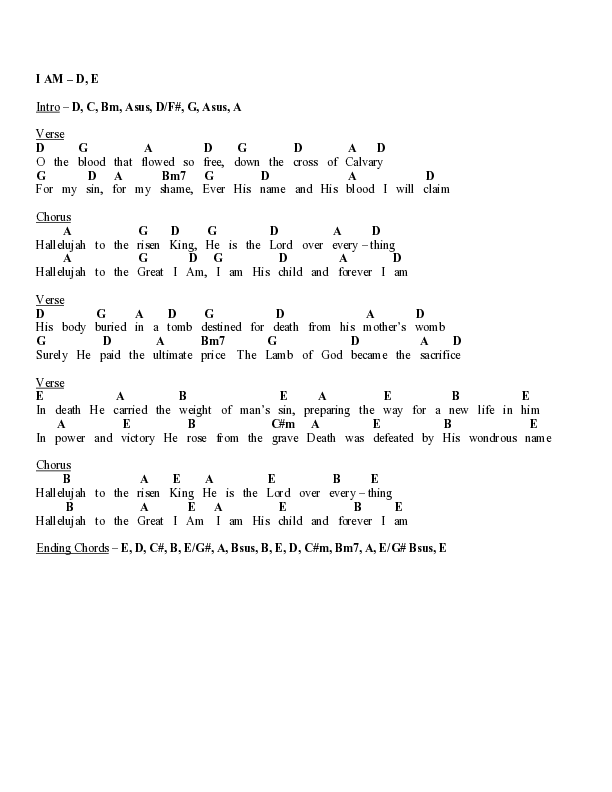 I AM – D, E
Intro – D, C, Bm, Asus, D/F#, G, Asus, A
Verse
D G A D G D A D
O the blood that flowed so free, down the cross of Calvary
G D A Bm7 G D A D
For my sin, for my shame, Ever His name and His blood I will claim
Chorus
A G D G D A D
Hallelujah to the risen King, He is the Lord over every – thing
A G D G D A D
Hallelujah to the Great I Am, I am His child and forever I am
Verse
D G A D G D A D
His body buried in a tomb destined for death from his mother's womb
G D A Bm7 G D A D
Surely He paid the ultimate price The Lamb of God became the sacrifice
Verse
E A B E A E B E
In death He carried the weight of man's sin, preparing the way for a new life in him
A E B C#m A E B E
In power and victory He rose from the grave Death was defeated by His wondrous name
Chorus
B A E A E B E
Hallelujah to the risen King He is the Lord over every – thing
B A E A E B E
Hallelujah to the Great I Am I am His child and forever I am
Ending Chords – E, D, C#, B, E/G#, A, Bsus, B, E, D, C#m, Bm7, A, E/G# Bsus, E